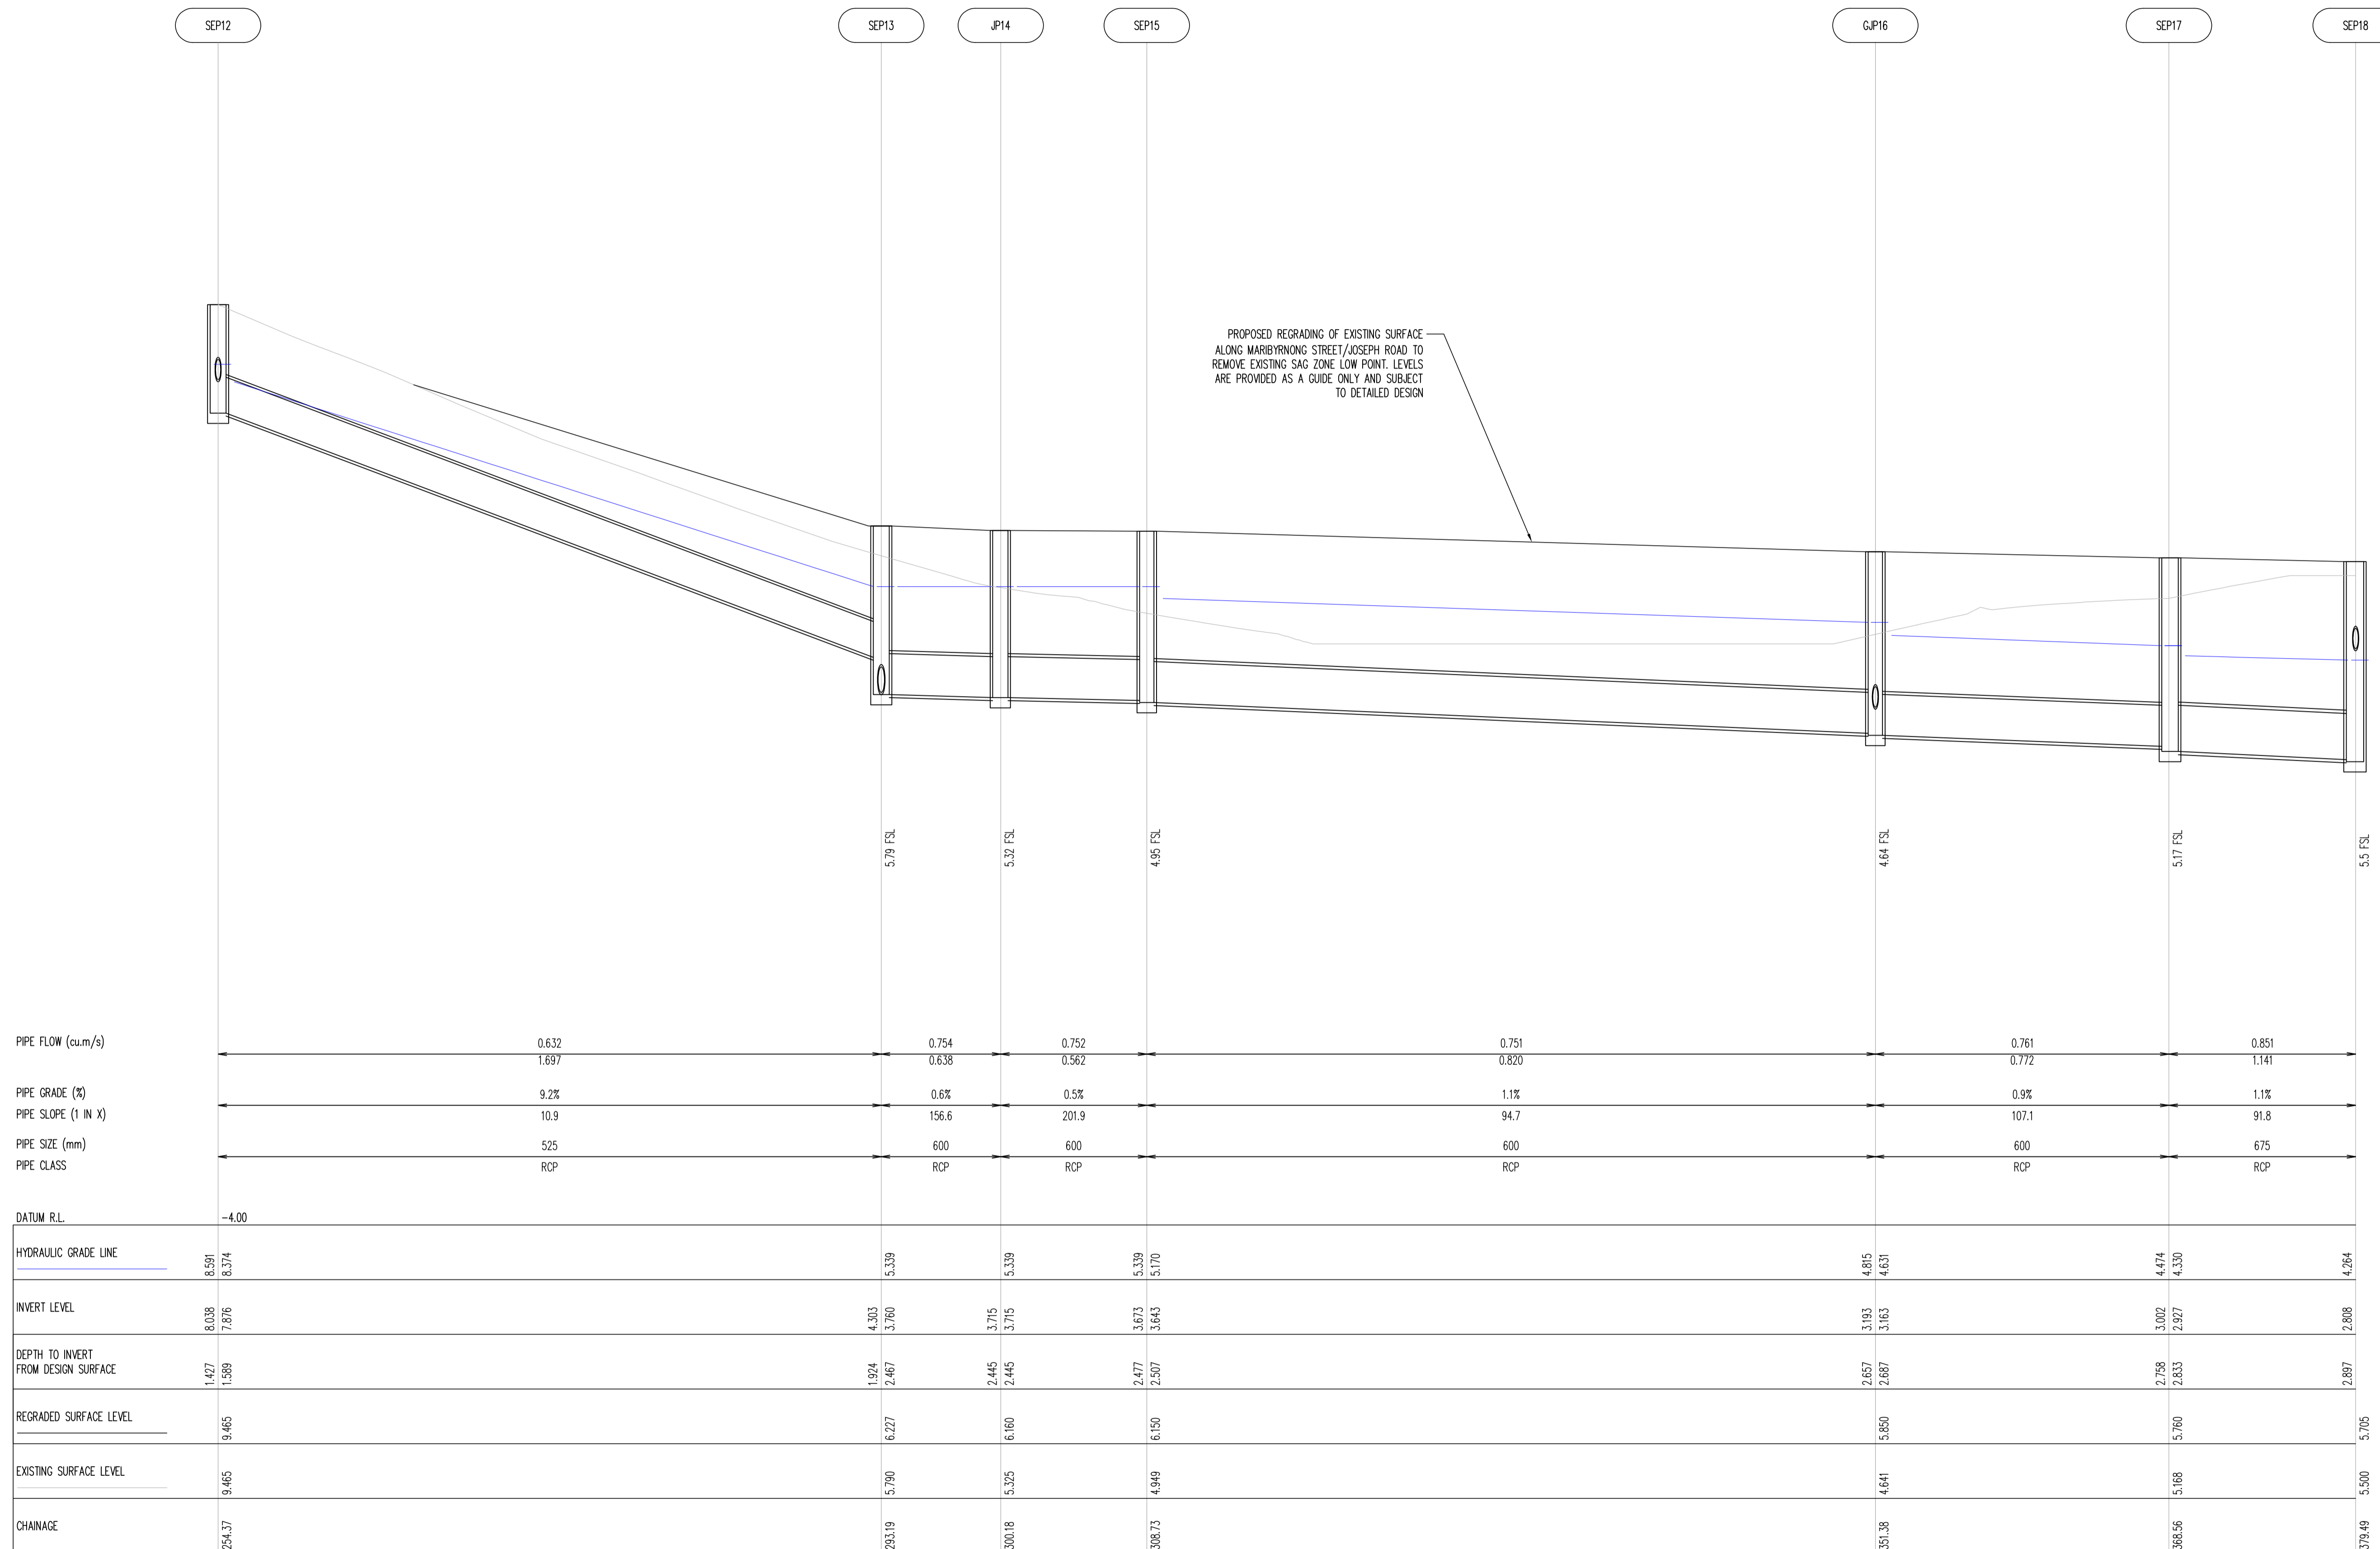 SEP12 SEP13 JP14 SEP15 GJP16 SEP17 SEP18
PROPOSED REGRADING OF EXISTING SURFACE
ALONG MARIBYRNONG STREET/JOSEPH ROAD TO
REMOVE EXISTING SAG ZONE LOW POINT. LEVELS
ARE PROVIDED AS A GUIDE ONLY AND SUBJECT
TO DETAILED DESIGN
5.79 FSL
5.32 FSL
4.95 FSL
4.64 FSL
5.17 FSL
5.5 FSL
PIPE FLOW (cu.m/s) 0.632 0.754 0.752 0.751 0.761 0.851
1.697 0.638 0.562 0.820 0.772 1.141
PIPE GRADE (%) 9.2% 0.6% 0.5% 1.1% 0.9% 1.1%
PIPE SLOPE (1 IN X) 10.9 156.6 201.9 94.7 107.1 91.8
PIPE SIZE (mm) 525 600 600 600 600 675
PIPE CLASS RCP RCP RCP RCP RCP RCP
DATUM R.L. -4.00
HYDRAULIC GRADE LINE 8.591 8.374 5.339 5.339 5.339 5.170 4.815 4.631 4.474 4.330 4.264
INVERT LEVEL 8.038 7.876 4.303 3.760 3.715 3.715 3.673 3.643 3.193 3.163 3.002 2.927 2.808
DEPTH TO INVERT
FROM DESIGN SURFACE 1.427 1.589 1.924 2.467 2.445 2.445 2.477 2.507 2.657 2.687 2.758 2.833 2.897
REGRADED SURFACE LEVEL 9.465 6.227 6.160 6.150 5.850 5.760 5.705
EXISTING SURFACE LEVEL 9.465 5.790 5.325 4.949 4.641 5.168 5.500
CHAINAGE 254.37 293.19 300.18 308.73 351.38 368.56 379.49